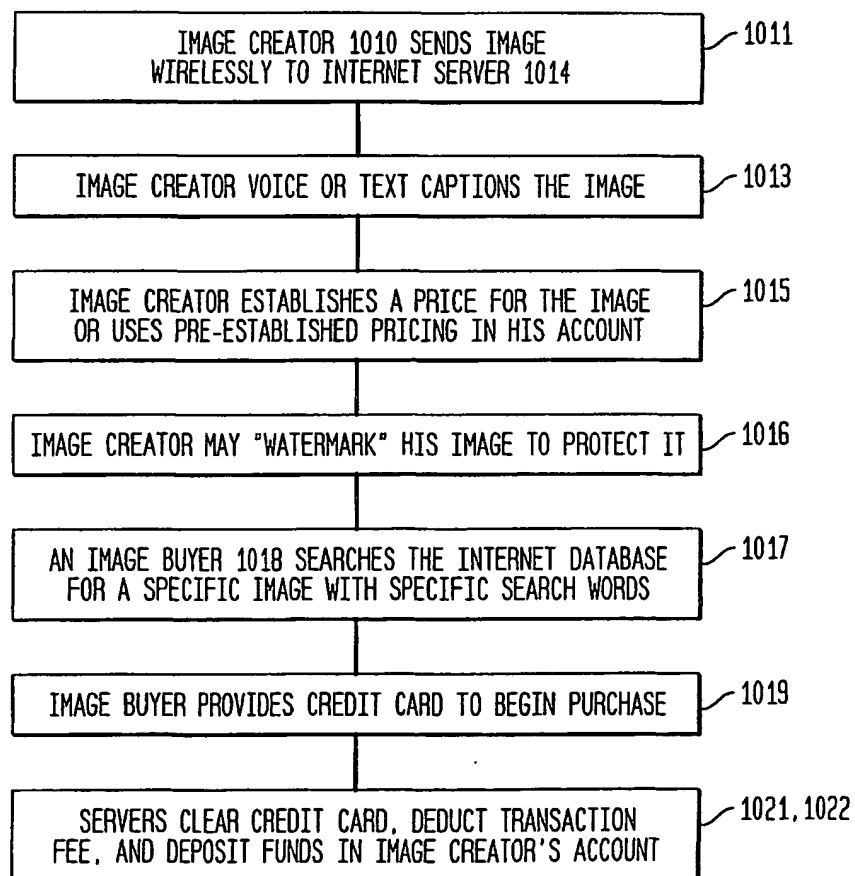 IMAGE CREATOR 1010 SENDS IMAGE
WIRELESSLY TO INTERNET SERVER 1014
1011
IMAGE CREATOR VOICE OR TEXT CAPTIONS THE IMAGE
1013
IMAGE CREATOR ESTABLISHES A PRICE FOR THE IMAGE
OR USES PRE-ESTABLISHED PRICING IN HIS ACCOUNT
1015
IMAGE CREATOR MAY "WATERMARK" HIS IMAGE TO PROTECT IT
1016
AN IMAGE BUYER 1018 SEARCHES THE INTERNET DATABASE
FOR A SPECIFIC IMAGE WITH SPECIFIC SEARCH WORDS
1017
IMAGE BUYER PROVIDES CREDIT CARD TO BEGIN PURCHASE
1019
SERVERS CLEAR CREDIT CARD, DEDUCT TRANSACTION
FEE, AND DEPOSIT FUNDS IN IMAGE CREATOR'S ACCOUNT
1021, 1022